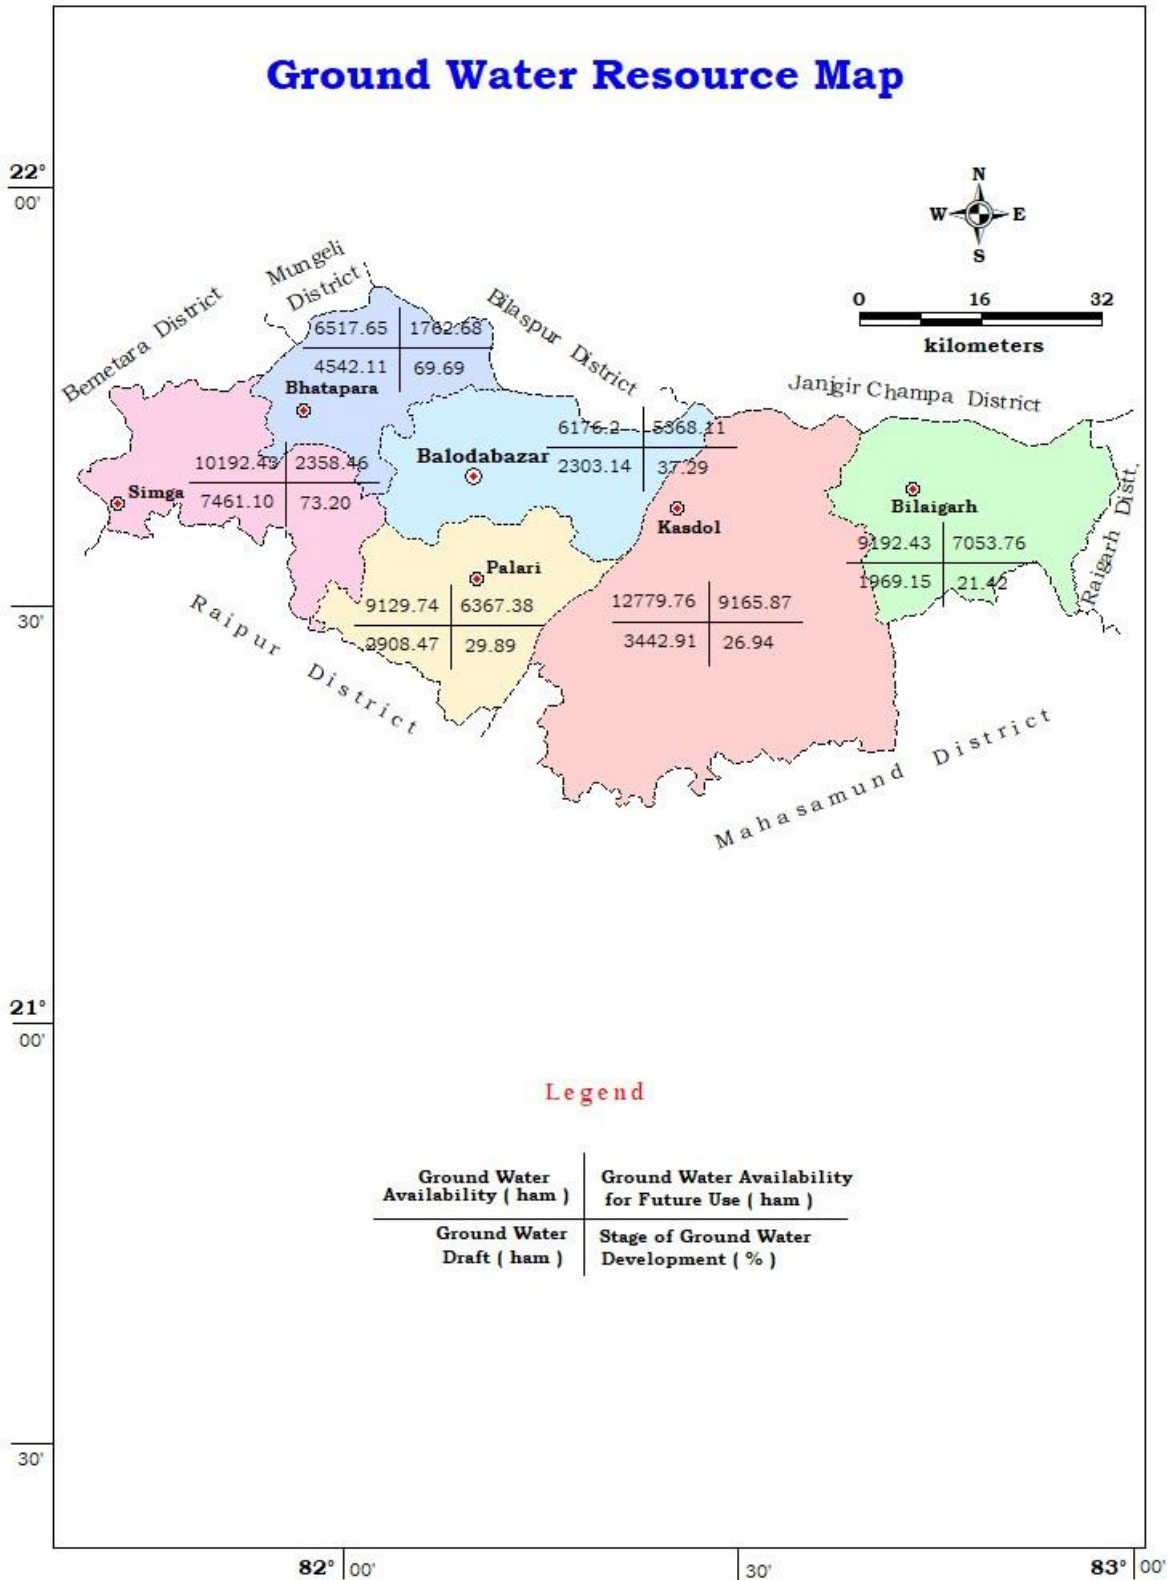 Ground Water Resource Map
22°
00'
N
W E
S
0 16 32
kilometers
Mungeli
District
Bemetara District
Bilaspur District
Janjgir Champa District
6517.65 1762.68
4542.11 69.69
Bhatapara
6176.2 5368.11
2303.14 37.29
Balodabazar
10192.43 2358.46
7461.10 73.20
Simga
Kasdol
Bilaigarh
9192.43 7053.76
1969.15 21.42
Raigarh Distt.
Palari
9129.74 6367.38
2908.47 29.89
12779.76 9165.87
3442.91 26.94
30'
Raipur District
Mahasamund District
21°
00'
Legend
Ground Water
Availability ( ham )
Ground Water Availability
for Future Use ( ham )
Ground Water
Draft ( ham )
Stage of Ground Water
Development ( % )
30'
82° 00' 30' 83° 00'